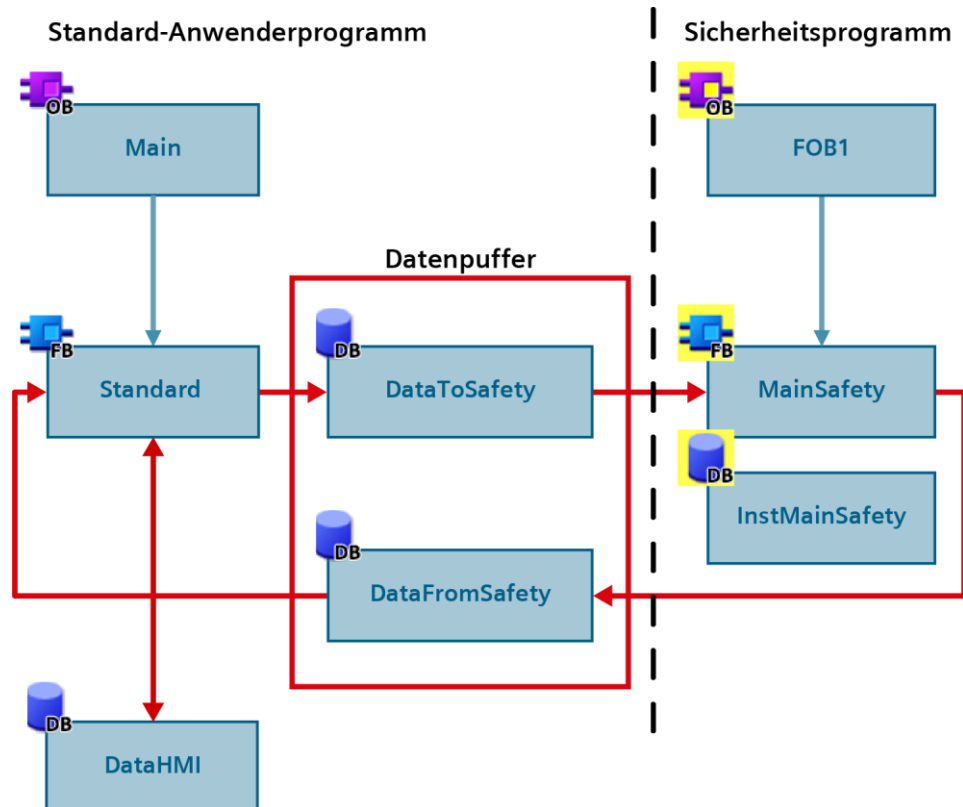 Standard-Anwenderprogramm
Sicherheitsprogramm
OB
Main
OB
FOB1
Datenpuffer
FB
Standard
DB
DataToSafety
FB
MainSafety
DB
InstMainSafety
DB
DataFromSafety
DB
DataHMI